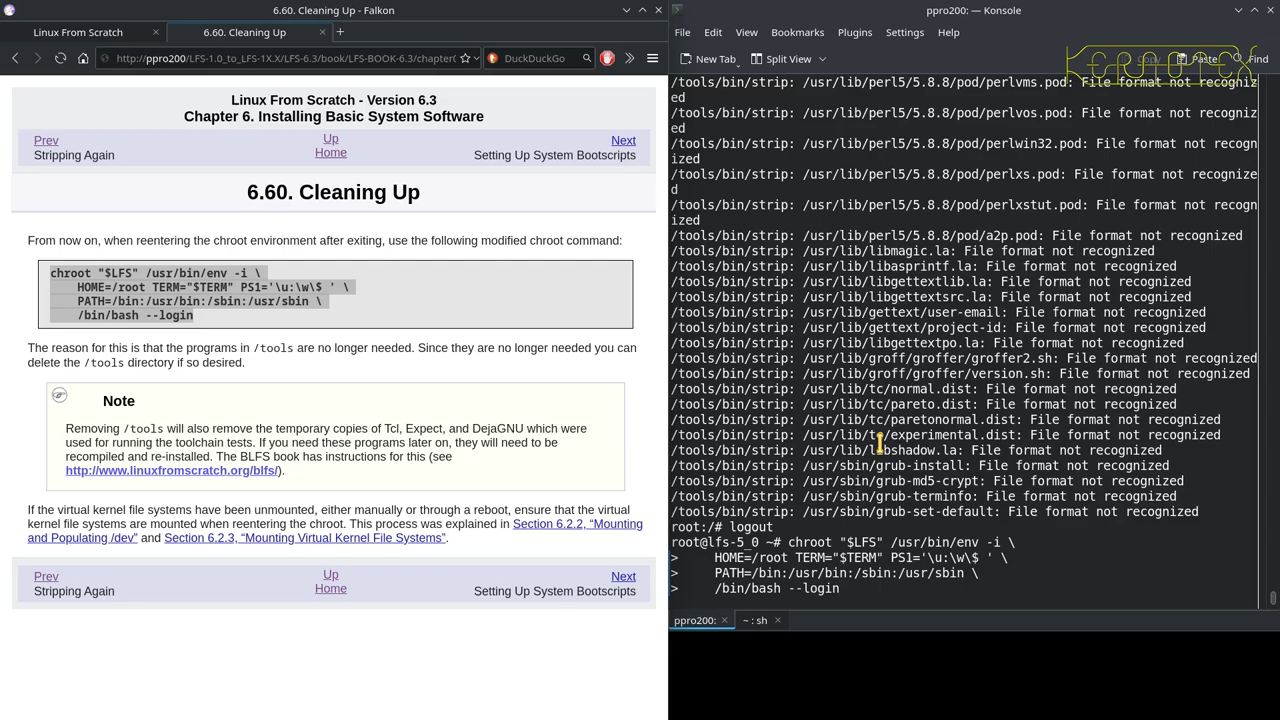 6.60. Cleaning Up - Falkon
Linux From Scratch
6.60. Cleaning Up
http://ppro200/LFS-1.0_to_LFS-1X.X/LFS-6.3/book/LFS-BOOK-6.3/chapter(
DuckDuckGo
Linux From Scratch - Version 6.3
Chapter 6. Installing Basic System Software
Prev
Up
Next
Stripping Again
Home
Setting Up System Bootscripts
6.60. Cleaning Up
From now on, when reentering the chroot environment after exiting, use the following modified chroot command:
chroot "$LFS" /usr/bin/env -i \
HOME=/root TERM="$TERM" PS1='\u:\w\$ ' \
PATH=/bin:/usr/bin:/sbin:/usr/sbin \
/bin/bash --login
The reason for this is that the programs in /tools are no longer needed. Since they are no longer needed you can
delete the /tools directory if so desired.
Note
Removing /tools will also remove the temporary copies of Tcl, Expect, and DejaGNU which were
used for running the toolchain tests. If you need these programs later on, they will need to be
recompiled and re-installed. The BLFS book has instructions for this (see
http://www.linuxfromscratch.org/blfs/).
If the virtual kernel file systems have been unmounted, either manually or through a reboot, ensure that the virtual
kernel file systems are mounted when reentering the chroot. This process was explained in Section 6.2.2, “Mounting
and Populating /dev” and Section 6.2.3, “Mounting Virtual Kernel File Systems”.
Prev
Up
Next
Stripping Again
Home
Setting Up System Bootscripts
ppro200: — Konsole
File Edit View Bookmarks Plugins Settings Help
New Tab Split View Copy Paste Find
/tools/bin/strip: /usr/lib/perl5/5.8.8/pod/perlvms.pod: File format not recogniz
ed
/tools/bin/strip: /usr/lib/perl5/5.8.8/pod/perlvos.pod: File format not recogniz
ed
/tools/bin/strip: /usr/lib/perl5/5.8.8/pod/perlwin32.pod: File format not recogn
ized
/tools/bin/strip: /usr/lib/perl5/5.8.8/pod/perlxs.pod: File format not recognize
d
/tools/bin/strip: /usr/lib/perl5/5.8.8/pod/perlxstut.pod: File format not recogn
ized
/tools/bin/strip: /usr/lib/perl5/5.8.8/pod/a2p.pod: File format not recognized
/tools/bin/strip: /usr/lib/libmagic.la: File format not recognized
/tools/bin/strip: /usr/lib/libasprintf.la: File format not recognized
/tools/bin/strip: /usr/lib/libgettextlib.la: File format not recognized
/tools/bin/strip: /usr/lib/libgettextsrc.la: File format not recognized
/tools/bin/strip: /usr/lib/gettext/user-email: File format not recognized
/tools/bin/strip: /usr/lib/gettext/project-id: File format not recognized
/tools/bin/strip: /usr/lib/libgettextpo.la: File format not recognized
/tools/bin/strip: /usr/lib/groff/groffer/groffer2.sh: File format not recognized
/tools/bin/strip: /usr/lib/groff/groffer/version.sh: File format not recognized
/tools/bin/strip: /usr/lib/tc/normal.dist: File format not recognized
/tools/bin/strip: /usr/lib/tc/pareto.dist: File format not recognized
/tools/bin/strip: /usr/lib/tc/paretonormal.dist: File format not recognized
/tools/bin/strip: /usr/lib/tc/experimental.dist: File format not recognized
/tools/bin/strip: /usr/lib/libshadow.la: File format not recognized
/tools/bin/strip: /usr/sbin/grub-install: File format not recognized
/tools/bin/strip: /usr/sbin/grub-md5-crypt: File format not recognized
/tools/bin/strip: /usr/sbin/grub-terminfo: File format not recognized
/tools/bin/strip: /usr/sbin/grub-set-default: File format not recognized
root:/# logout
root@lfs-5_0 ~# chroot "$LFS" /usr/bin/env -i \
> HOME=/root TERM="$TERM" PS1='\u:\w\$ ' \
> PATH=/bin:/usr/bin:/sbin:/usr/sbin \
> /bin/bash --login
ppro200:
~ : sh